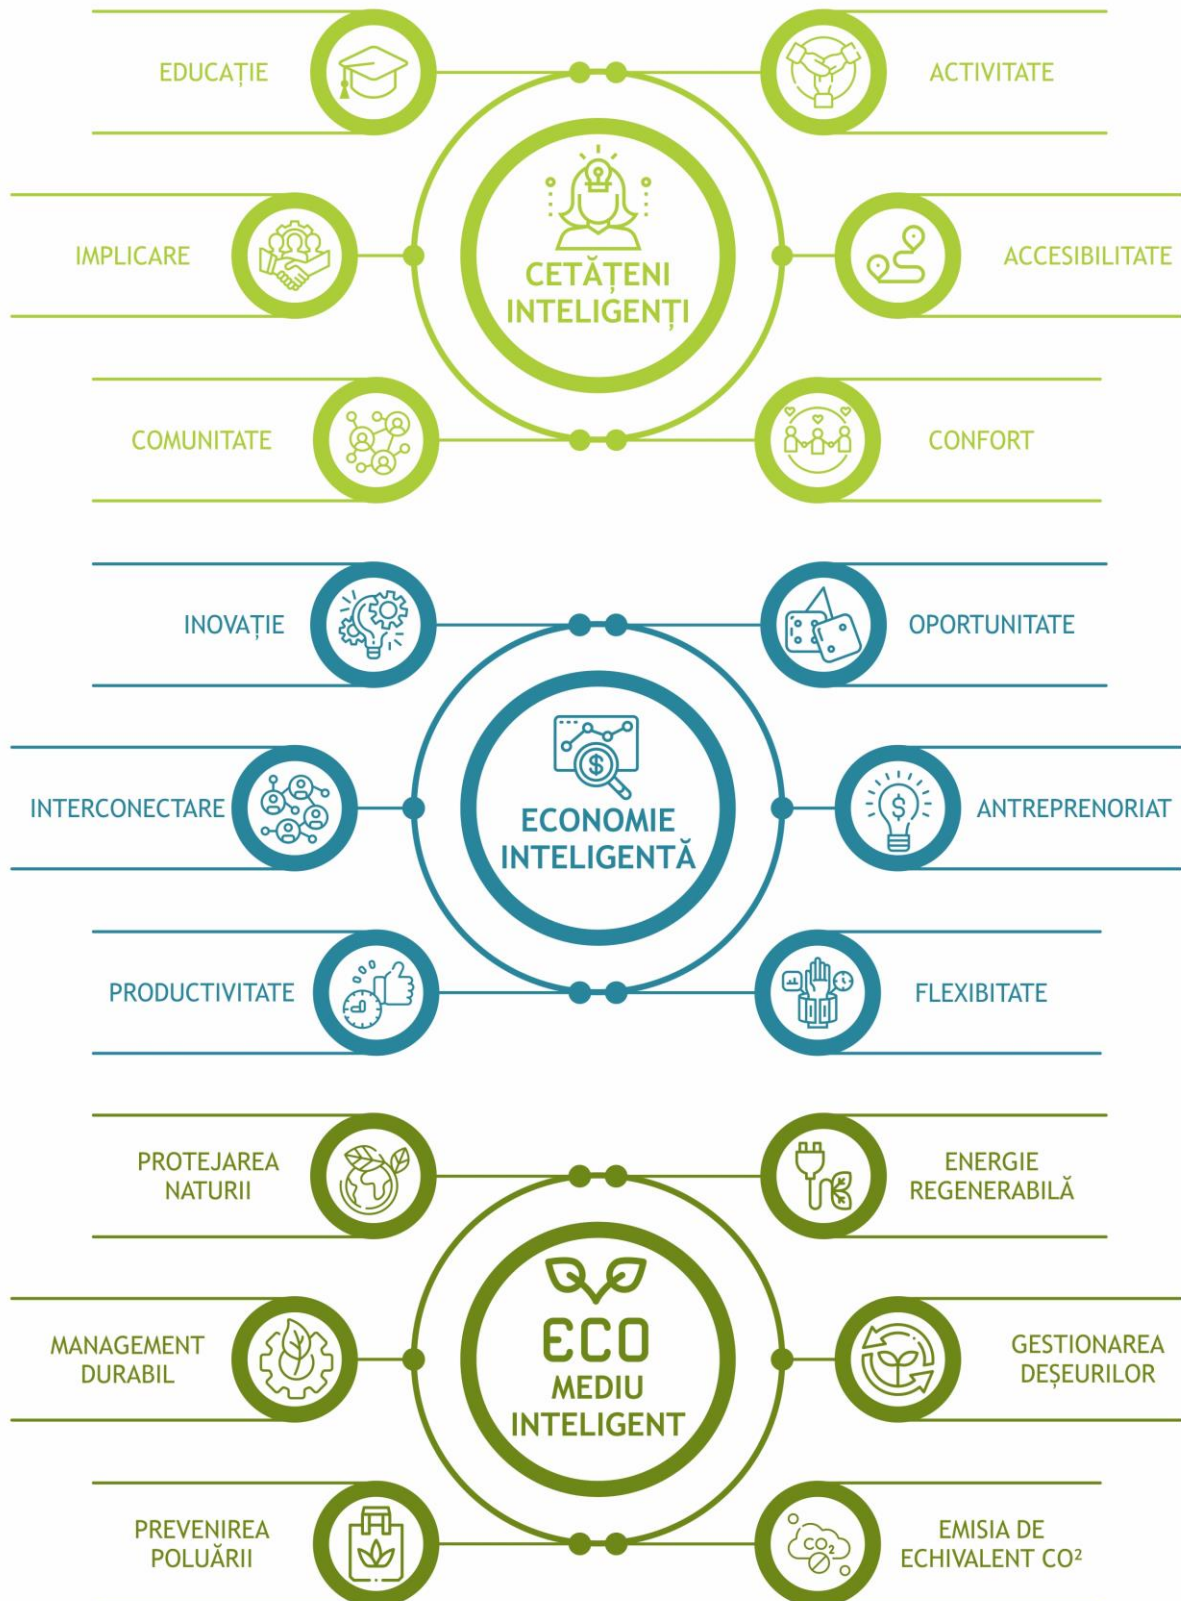 EDUCAȚIE
ACTIVITATE
IMPLICARE
CETĂȚENI
INTELIGENȚI
ACCESIBILITATE
COMUNITATE
CONFORT
INOVAȚIE
OPORTUNITATE
INTERCONECTARE
$
ECONOMIE
INTELIGENTĂ
$
ANTREPRENORIAT
PRODUCTIVITATE
FLEXIBITATE
PROTEJAREA
NATURII
ENERGIE
REGENERABILĂ
MANAGEMENT
DURABIL
ECO
MEDIU
INTELIGENT
GESTIONAREA
DEȘEURILOR
PREVENIREA
POLUĂRII
CO₂
EMISIA DE
ECHIVALENT CO²